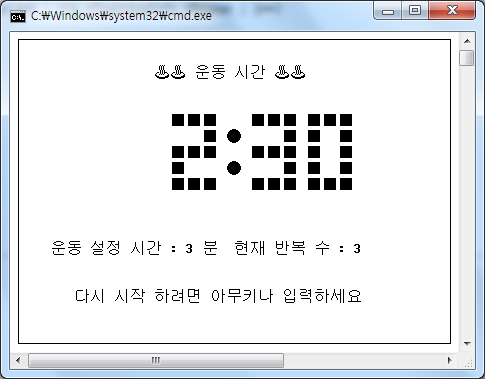 C:₩Windows₩system32₩cmd.exe
♨♨ 운동 시간 ♨♨
2:30
운동 설정 시간 : 3 분 현재 반복 수 : 3
다시 시작 하려면 아무키나 입력하세요